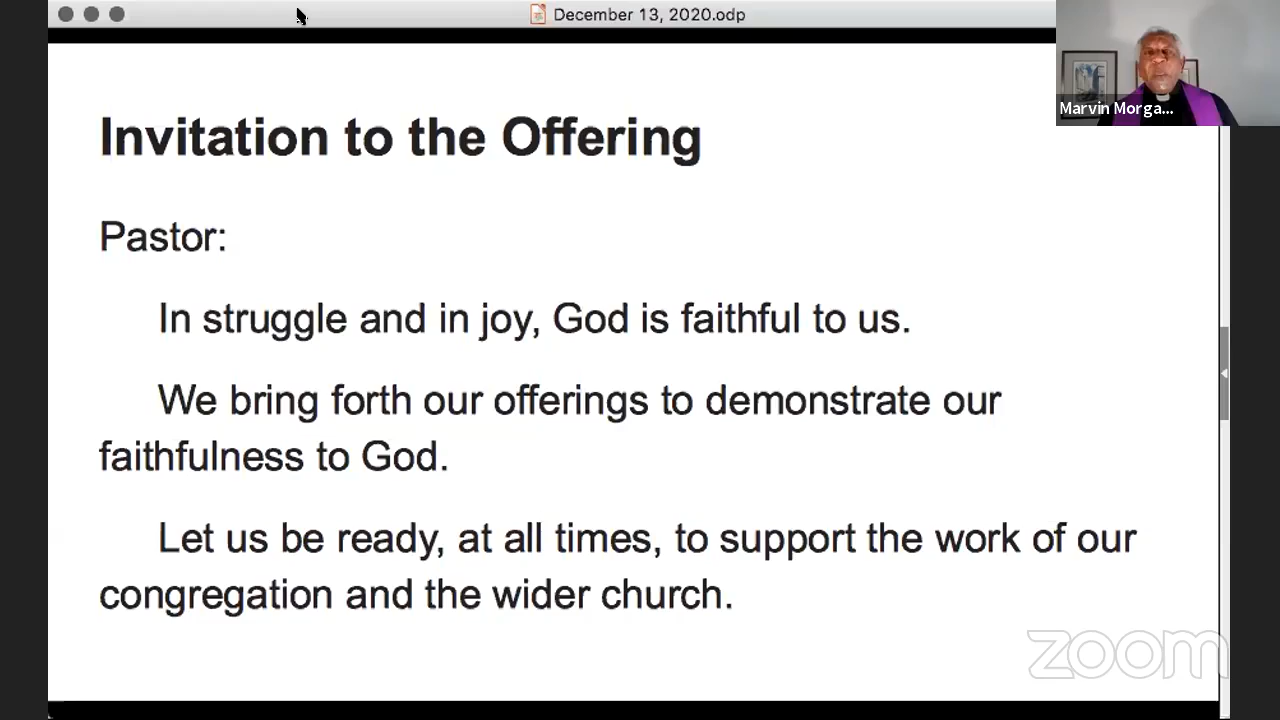 December 13, 2020.odp
Marvin Morga...
Invitation to the Offering
Pastor:
In struggle and in joy, God is faithful to us.
We bring forth our offerings to demonstrate our
faithfulness to God.
Let us be ready, at all times, to support the work of our
congregation and the wider church.
zoom